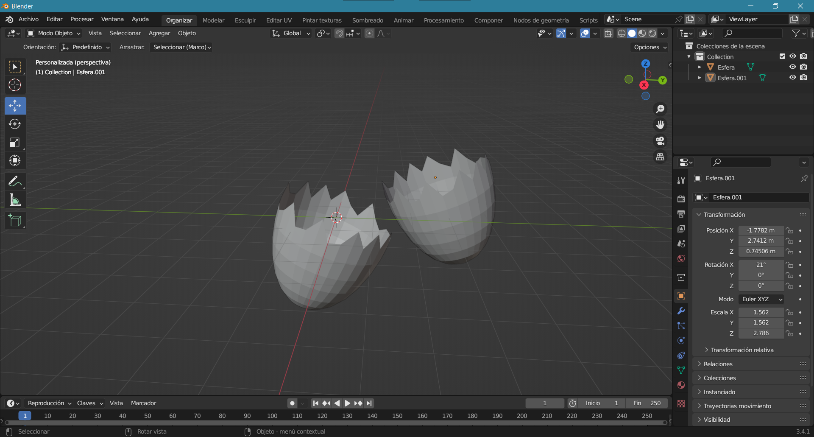 Blender
Archivo Editar Procesar Ventana Ayuda Organizar Modelar Esculpir Editar UV Pintar texturas Sombreado Animar Procesamiento Componer Nodos de geometría Scripts Scene ViewLayer
Modo Objeto Vista Seleccionar Agregar Objeto Global
Orientación: Predefinido Arrastrar: Seleccionar (Marco) Opciones
Personalizada (perspectiva)
(1) Collection | Esfera.001
Z
Y
X
Colecciones de la escena
Collection
Esfera
Esfera.001
Esfera.001
Esfera.001
Transformación
Posición X -1.7782 m
Y 2.7412 m
Z 0.74506 m
Rotación X 21°
Y 0°
Z 0°
Modo Euler XYZ
Escala X 1.562
Y 1.562
Z 2.786
Transformación relativa
Relaciones
Colecciones
Instanciado
Trayectorias movimiento
Visibilidad
Reproducción Claves Vista Marcador 1 Inicio 1 Fin 250
1 10 20 30 40 50 60 70 80 90 100 110 120 130 140 150 160 170 180 190 200 210 220 230 240 250
Seleccionar Rotar vista Objeto - menú contextual 3.4.1